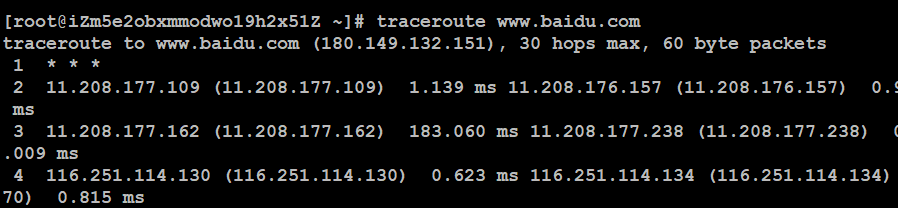 [root@iZm5e2obxmmodwo19h2x51Z ~]# traceroute www.baidu.com
traceroute to www.baidu.com (180.149.132.151), 30 hops max, 60 byte packets
1 * * *
2 11.208.177.109 (11.208.177.109) 1.139 ms 11.208.176.157 (11.208.176.157) 0.9
ms
3 11.208.177.162 (11.208.177.162) 183.060 ms 11.208.177.238 (11.208.177.238) 0
.009 ms
4 116.251.114.130 (116.251.114.130) 0.623 ms 116.251.114.134 (116.251.114.134)
70) 0.815 ms